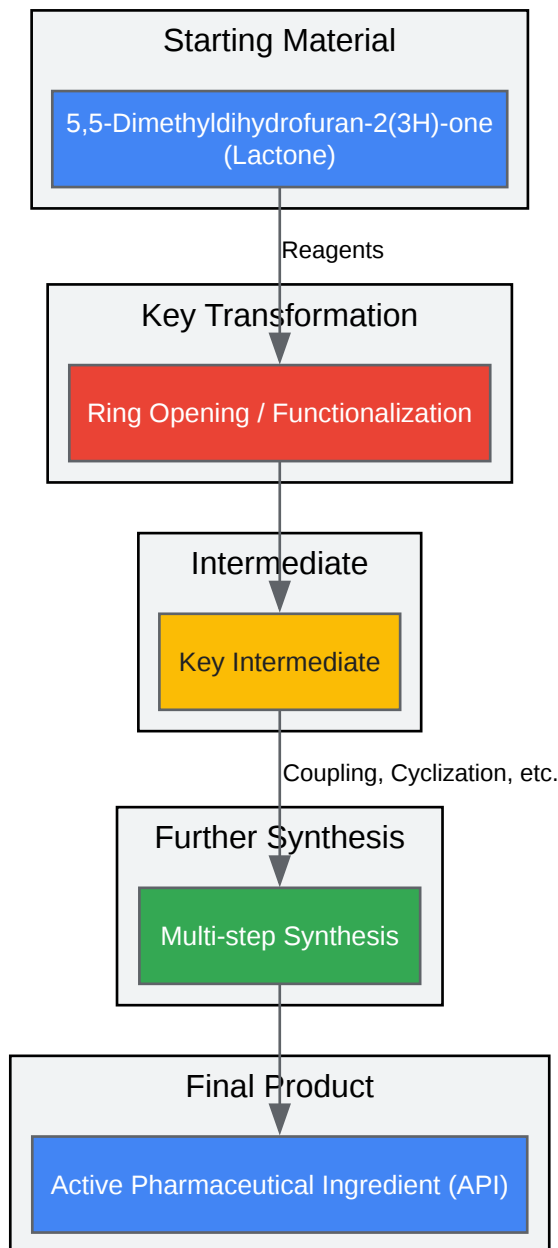 Starting Material
5,5-Dimethyldihydrofuran-2(3H)-one
(Lactone)
Reagents
Key Transformation
Ring Opening / Functionalization
Intermediate
Key Intermediate
Coupling, Cyclization, etc.
Further Synthesis
Multi-step Synthesis
Final Product
Active Pharmaceutical Ingredient (API)